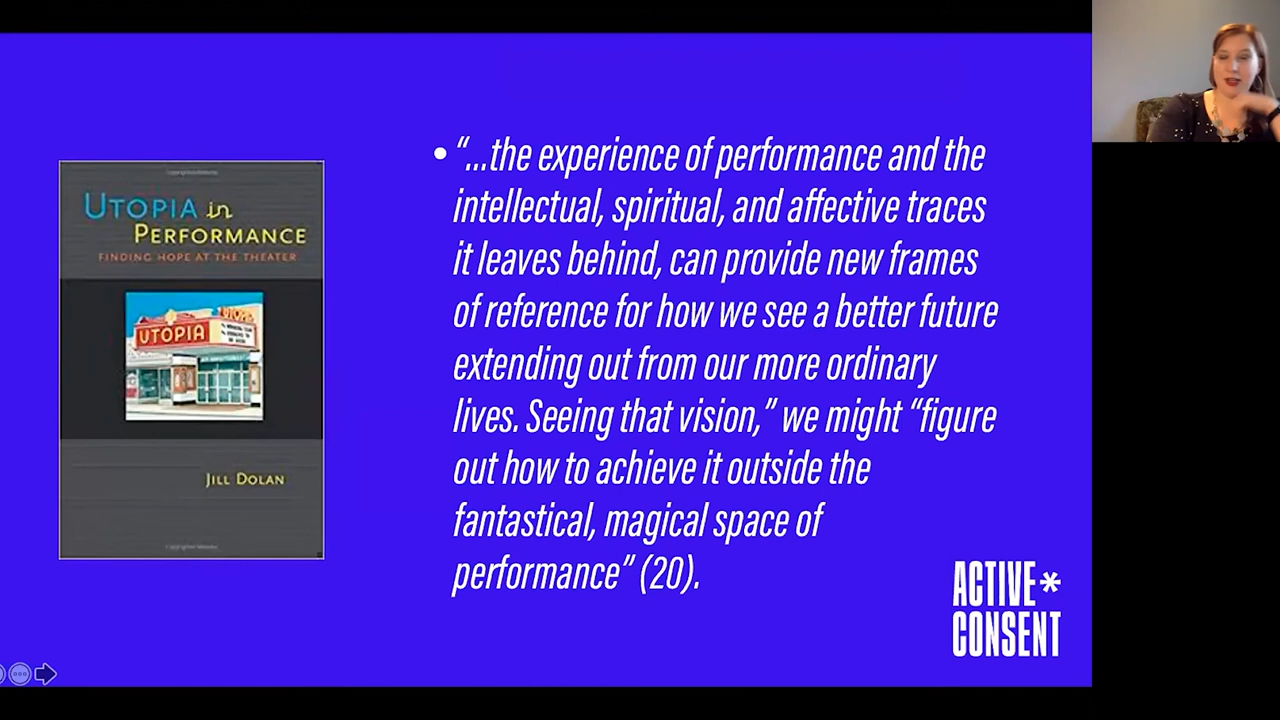 UTOPIA in
PERFORMANCE
FINDING HOPE AT THE THEATER
UTOPIA
UTOPIA
JILL DOLAN
• “...the experience of performance and the
intellectual, spiritual, and affective traces
it leaves behind, can provide new frames
of reference for how we see a better future
extending out from our more ordinary
lives. Seeing that vision,” we might “figure
out how to achieve it outside the
fantastical, magical space of
performance” (20).
ACTIVE*
CONSENT